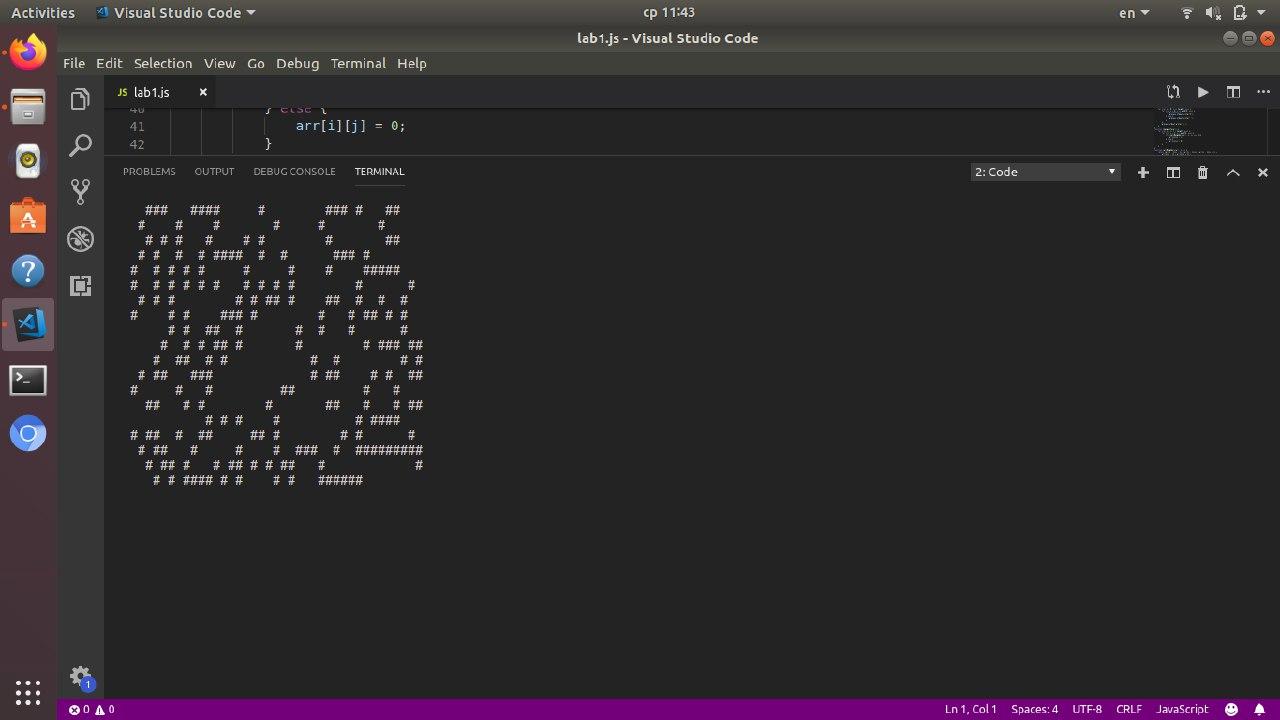 Activities Visual Studio Code ср 11:43 en
lab1.js - Visual Studio Code
File Edit Selection View Go Debug Terminal Help
JS lab1.js ×
40 } else {
41 arr[i][j] = 0;
42 }
PROBLEMS OUTPUT DEBUG CONSOLE TERMINAL 2: Code
  ###   ####     #        ### #   ##
 #    #    #       #     #       #
  # # #   #    # #        #       ##
 # #  #  # ####  #  #      ### #
#  # # # #     #     #    #    #####
#  # # # # #   # # # #        #      #
 # # #        # # ## #    ##  #  #  #
#    # #    ### #        #   # ## # #
     # #  ##  #       #  #   #      #
    #  # # ## #       #        # ### ##
   #  ##  # #           #  #        # #
 # ##   ###             # ##    # #  ##
#     #   #         ##         #   #
  ##   # #        #       ##   #   # ##
          # # #    #          # ####
# ##  #  ##     ## #        # #      #
 # ##   #     #    #  ###  #  #########
  # ## #   # ## # # ##   #            #
   # # #### # #    # #   ######
0 0 Ln 1, Col 1 Spaces: 4 UTF-8 CRLF JavaScript
1